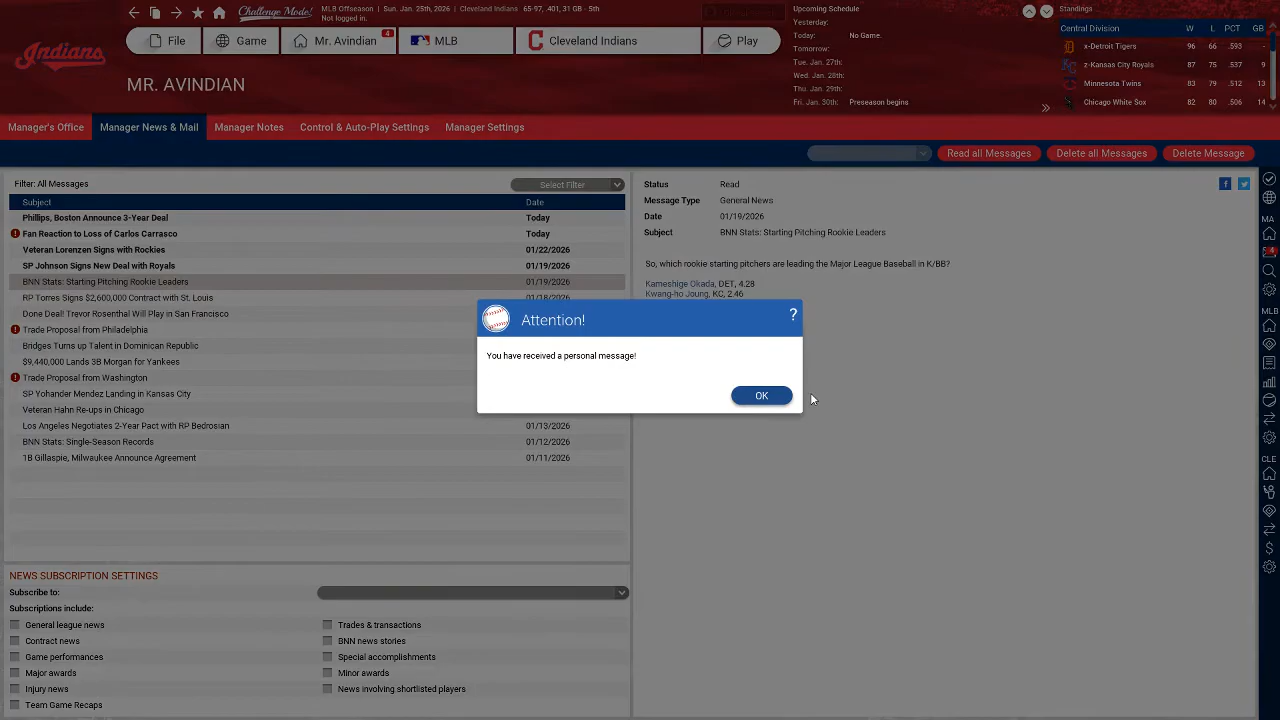 Challenge Mode!
MLB Offseason | Sun. Jan. 25th, 2026 | Cleveland Indians 65-97, .401, 31 GB - 5th
Not logged in.
Indians
File
Game
Mr. Avindian
4
MLB
Cleveland Indians
Play
MR. AVINDIAN
Upcoming Schedule
Yesterday:
Today: No Game.
Tomorrow:
Tue. Jan. 27th:
Wed. Jan. 28th:
Thu. Jan. 29th:
Fri. Jan. 30th: Preseason begins
Standings
Central Division W L PCT GB
x-Detroit Tigers 96 66 .593 -
z-Kansas City Royals 87 75 .537 9
Minnesota Twins 83 79 .512 13
Chicago White Sox 82 80 .506 14
Manager's Office
Manager News & Mail
Manager Notes
Control & Auto-Play Settings
Manager Settings
Read all Messages
Delete all Messages
Delete Message
Filter: All Messages
Select Filter
Subject Date
Phillips, Boston Announce 3-Year Deal Today
Fan Reaction to Loss of Carlos Carrasco Today
Veteran Lorenzen Signs with Rockies 01/22/2026
SP Johnson Signs New Deal with Royals 01/19/2026
BNN Stats: Starting Pitching Rookie Leaders 01/19/2026
RP Torres Signs $2,600,000 Contract with St. Louis 01/18/2026
Done Deal! Trevor Rosenthal Will Play in San Francisco
Trade Proposal from Philadelphia
Bridges Turns up Talent in Dominican Republic
$9,440,000 Lands 3B Morgan for Yankees
Trade Proposal from Washington
SP Yohander Mendez Landing in Kansas City
Veteran Hahn Re-ups in Chicago
Los Angeles Negotiates 2-Year Pact with RP Bedrosian 01/13/2026
BNN Stats: Single-Season Records 01/12/2026
1B Gillaspie, Milwaukee Announce Agreement 01/11/2026
Status Read
Message Type General News
Date 01/19/2026
Subject BNN Stats: Starting Pitching Rookie Leaders
So, which rookie starting pitchers are leading the Major League Baseball in K/BB?
Kameshige Okada, DET, 4.28
Kwang-ho Joung, KC, 2.46
Attention!
?
You have received a personal message!
OK
NEWS SUBSCRIPTION SETTINGS
Subscribe to:
Subscriptions include:
General league news
Trades & transactions
Contract news
BNN news stories
Game performances
Special accomplishments
Major awards
Minor awards
Injury news
News involving shortlisted players
Team Game Recaps
MA
4
MLB
CLE